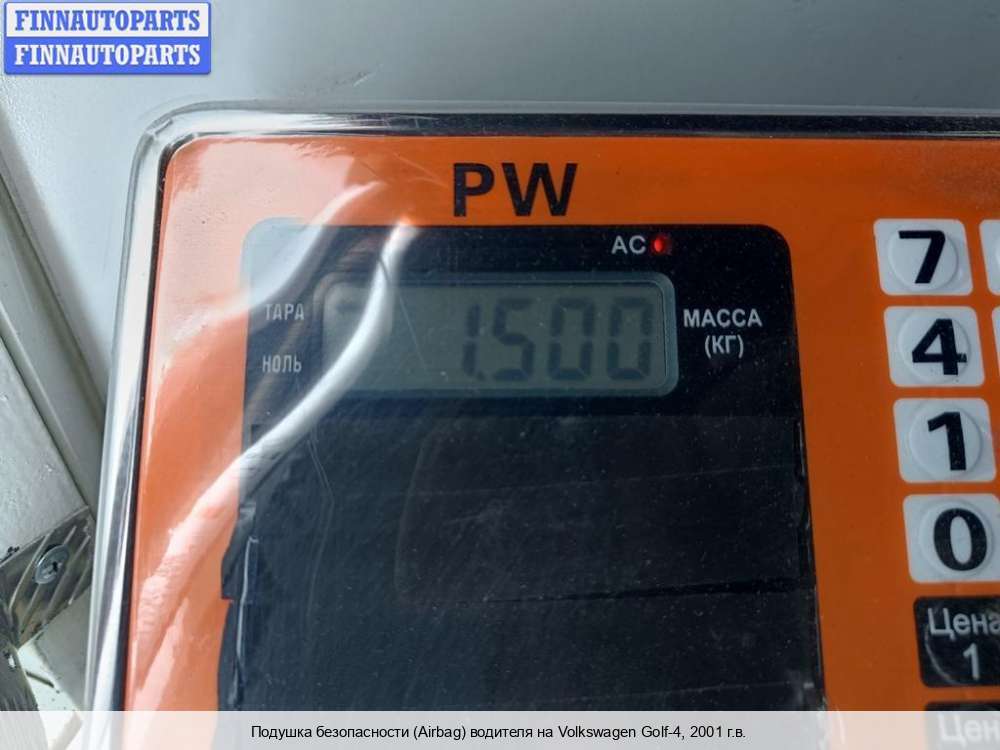 FINNAUTOPARTS
FINNAUTOPARTS
PW
AC
ТАРА
НОЛЬ
1.500
МАССА
(КГ)
7
4
1
0
Цена
1
Цена
Подушка безопасности (Airbag) водителя на Volkswagen Golf-4, 2001 г.в.